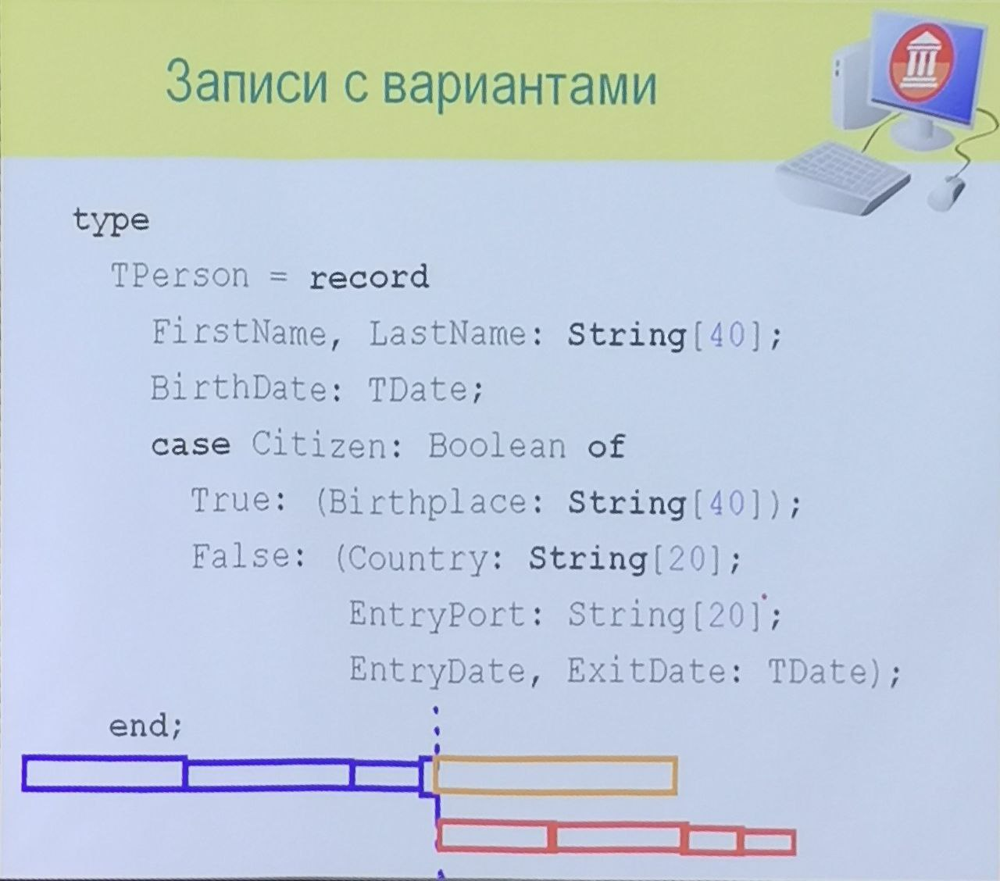 Записи с вариантами
type
TPerson = record
FirstName, LastName: String[40];
BirthDate: TDate;
case Citizen: Boolean of
True: (Birthplace: String[40]);
False: (Country: String[20];
EntryPort: String[20];
EntryDate, ExitDate: TDate);
end;